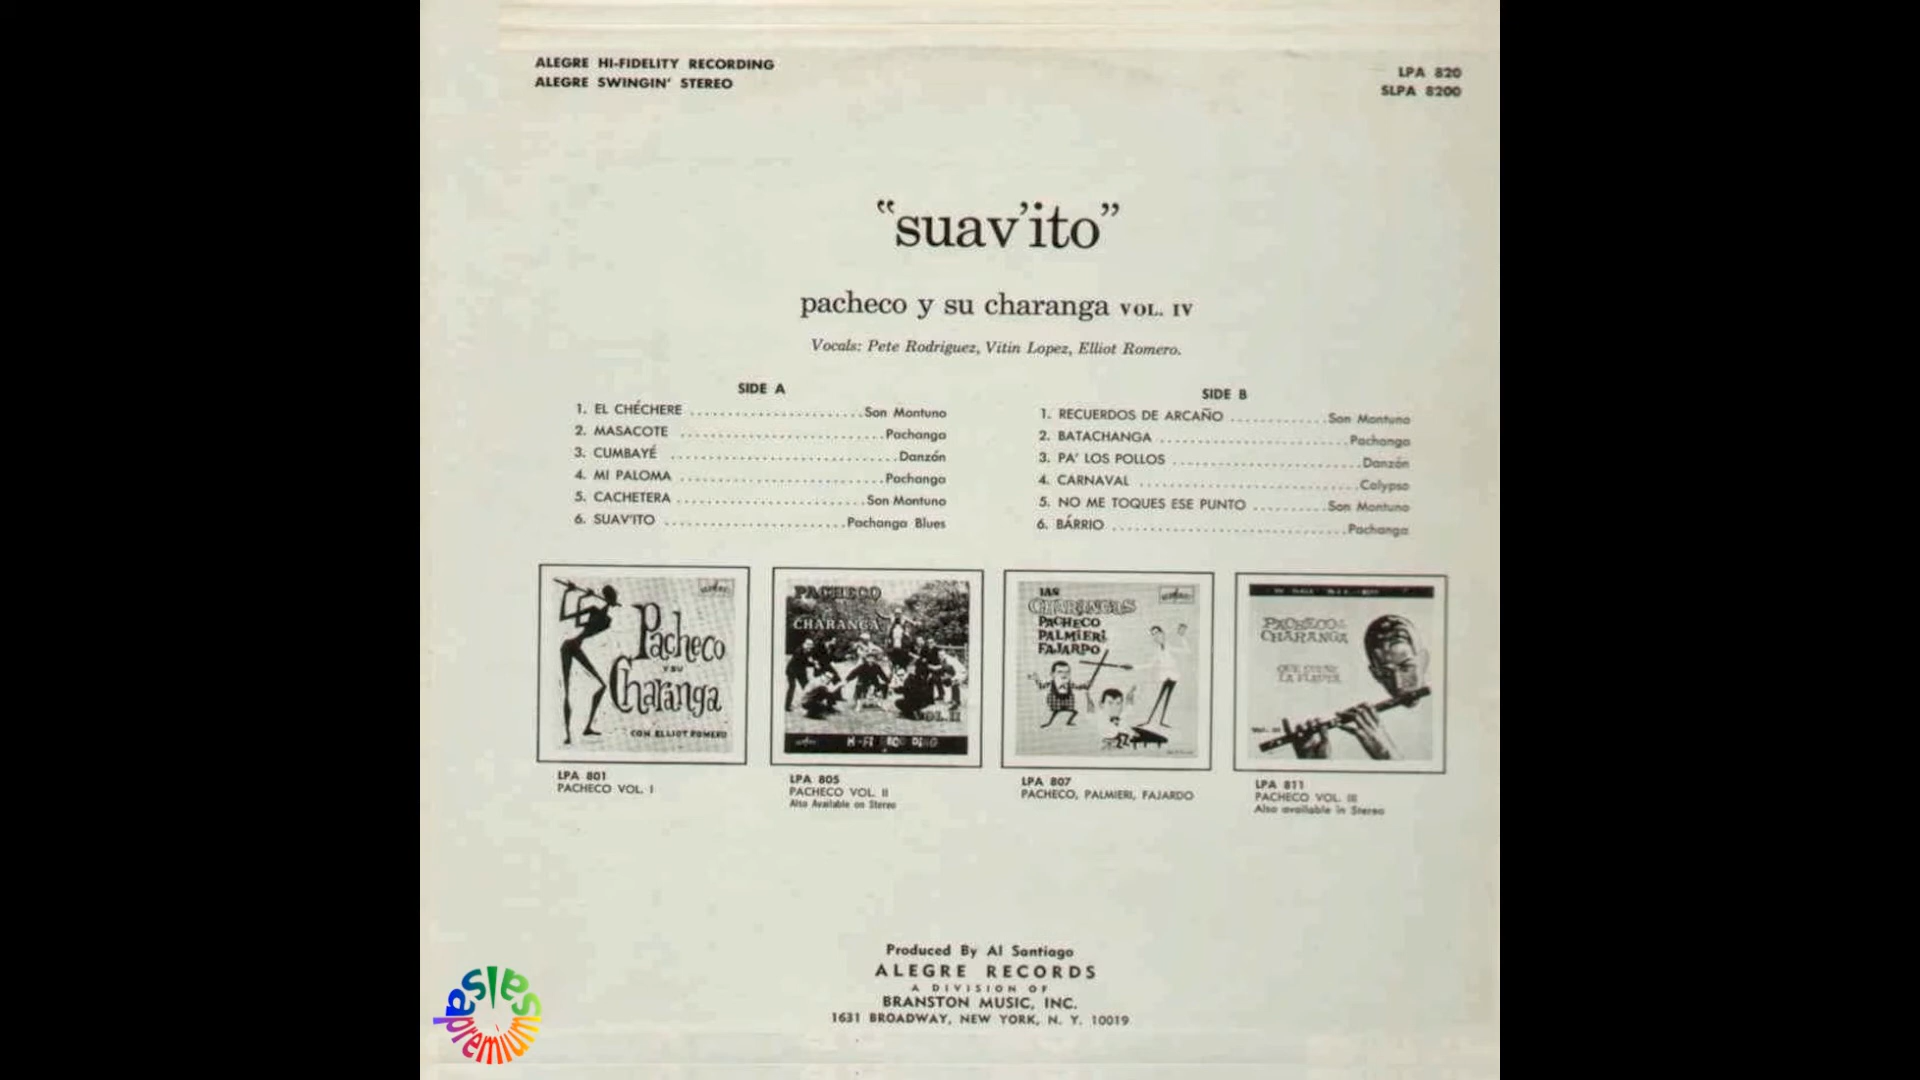 ALEGRE HI-FIDELITY RECORDING
ALEGRE SWINGIN' STEREO
LPA 820
SLPA 8200
“suav’ito”
pacheco y su charanga VOL. IV
Vocals: Pete Rodriguez, Vitin Lopez, Elliot Romero.
SIDE A
1. EL CHÉCHERE ........................Son Montuno
2. MASACOTE ............................Pachanga
3. CUMBAYÉ ...............................Danzón
4. MI PALOMA ............................Pachanga
5. CACHETERA ..........................Son Montuno
6. SUAV'ITO ........................Pachanga Blues
SIDE B
1. RECUERDOS DE ARCAÑO .............Son Montuno
2. BATACHANGA ..........................Pachanga
3. PA' LOS POLLOS ..........................Danzón
4. CARNAVAL ..............................Calypso
5. NO ME TOQUES ESE PUNTO ..........Son Montuno
6. BÁRRIO ................................Pachanga
Pacheco
Y SU
Charanga
CON ELLIOT ROMERO
PACHECO
CHARANGA
VOL. II
LAS
CHARANGAS
PACHECO
PALMIERI
FAJARDO
PACHECO
CHARANGA
LPA 801
PACHECO VOL. I
LPA 805
PACHECO VOL. II
Also Available on Stereo
LPA 807
PACHECO, PALMIERI, FAJARDO
LPA 811
PACHECO VOL. III
Also available in Stereo
Produced By Al Santiago
ALEGRE RECORDS
A DIVISION OF
BRANSTON MUSIC, INC.
1631 BROADWAY, NEW YORK, N. Y. 10019
salsa
premium